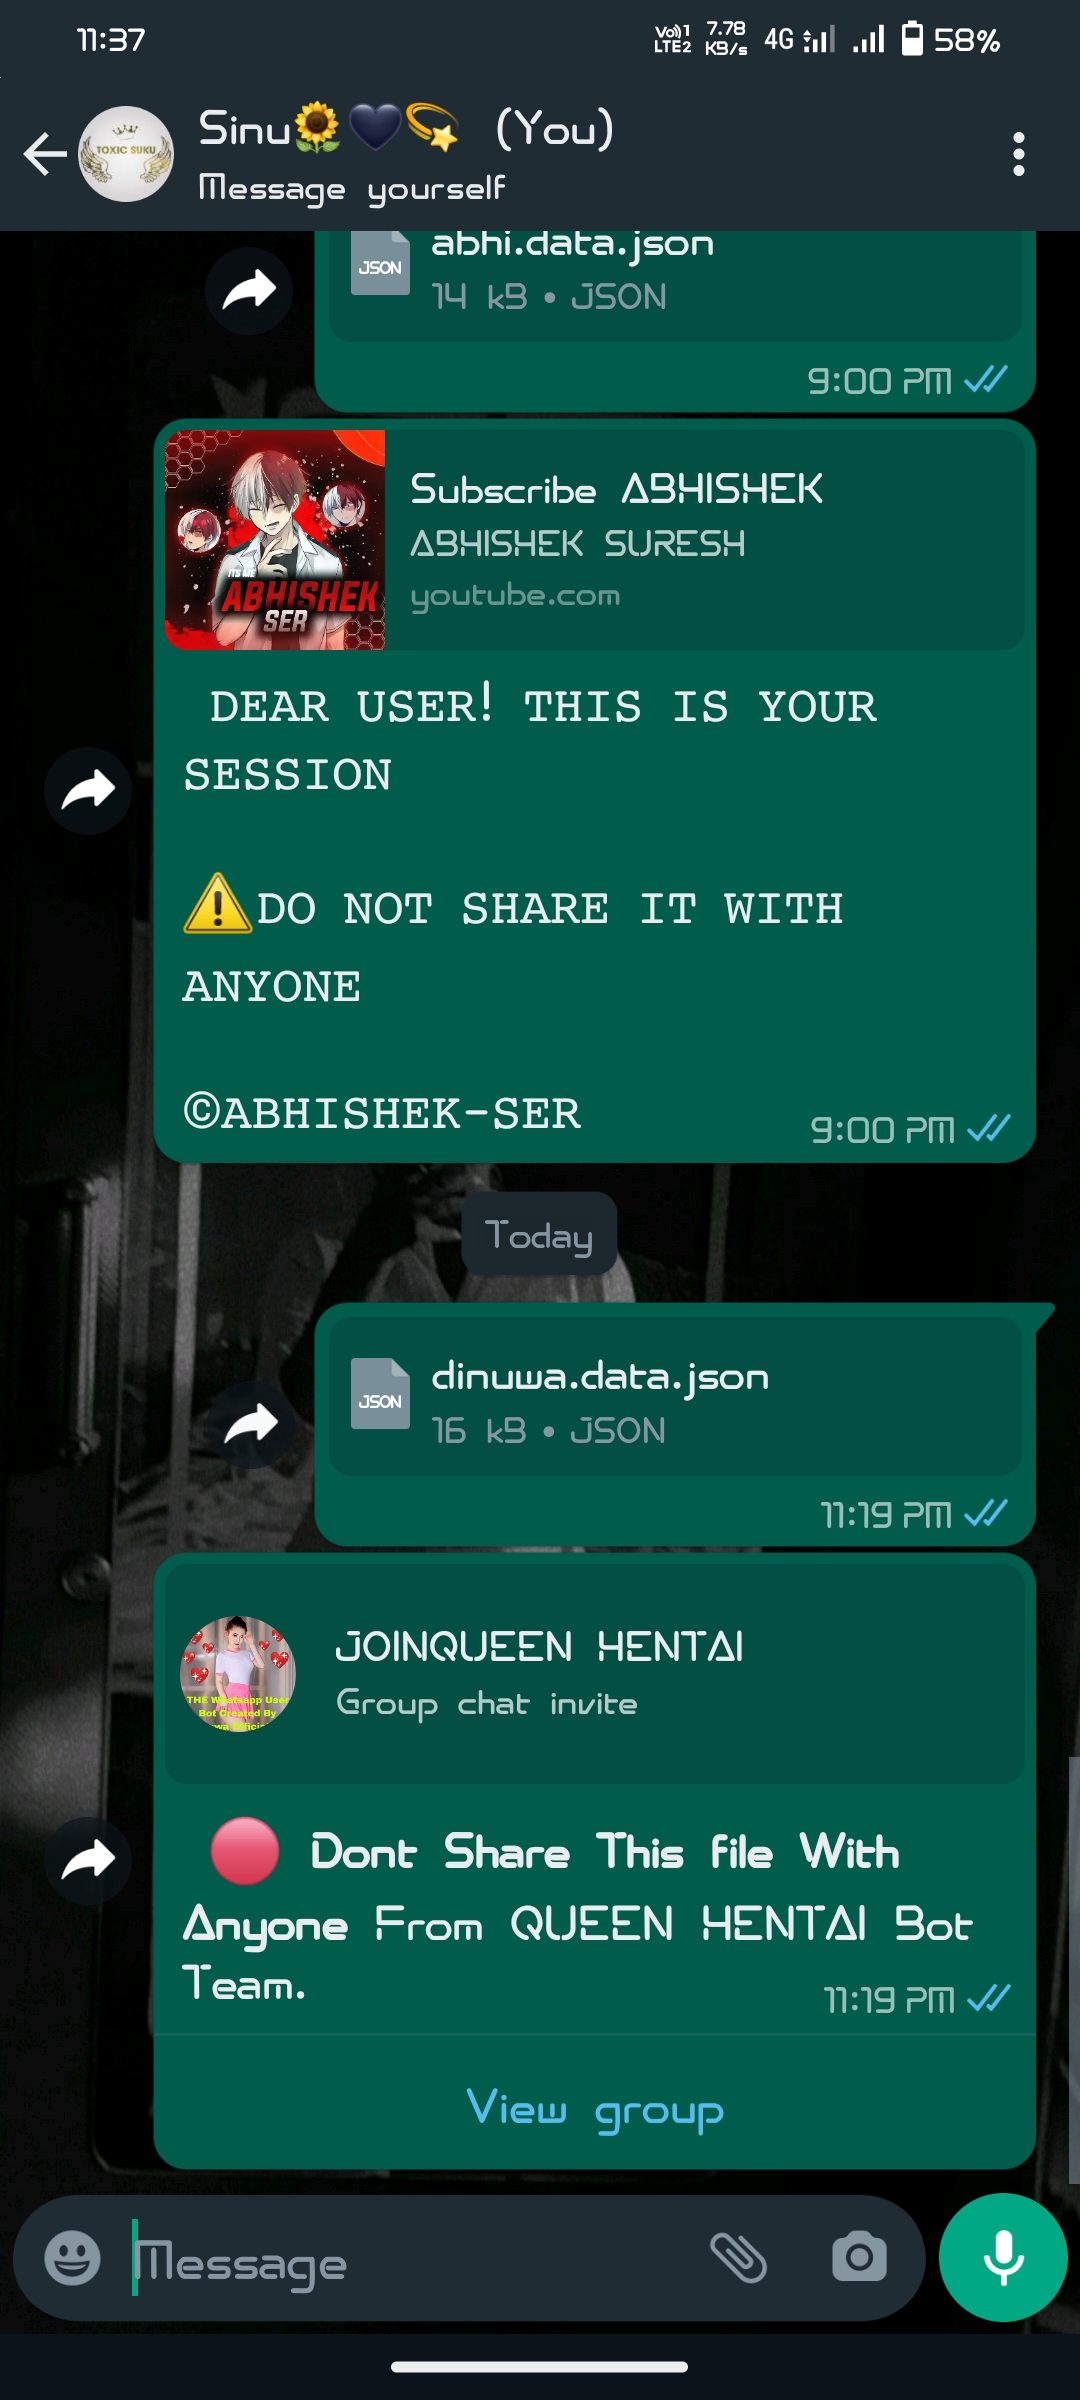 11:37
Vo))1 LTE2 7.78 KB/s 4G 58%
Sinu🌻🖤💫 (You)
TOXIC SUKU
Message yourself
abhi.data.json
JSON
14 kB • JSON
9:00 PM
Subscribe ABHISHEK
ABHISHEK SURESH
youtube.com
ITS ME
ABHISHEK
SER
DEAR USER! THIS IS YOUR
SESSION
⚠️DO NOT SHARE IT WITH
ANYONE
©ABHISHEK-SER
9:00 PM
Today
dinuwa.data.json
JSON
16 kB • JSON
11:19 PM
JOINQUEEN HENTAI
Group chat invite
THE Whatsapp User
Bot Created By
🔴 Dont Share This file With
Anyone From QUEEN HENTAI Bot
Team.
11:19 PM
View group
Message